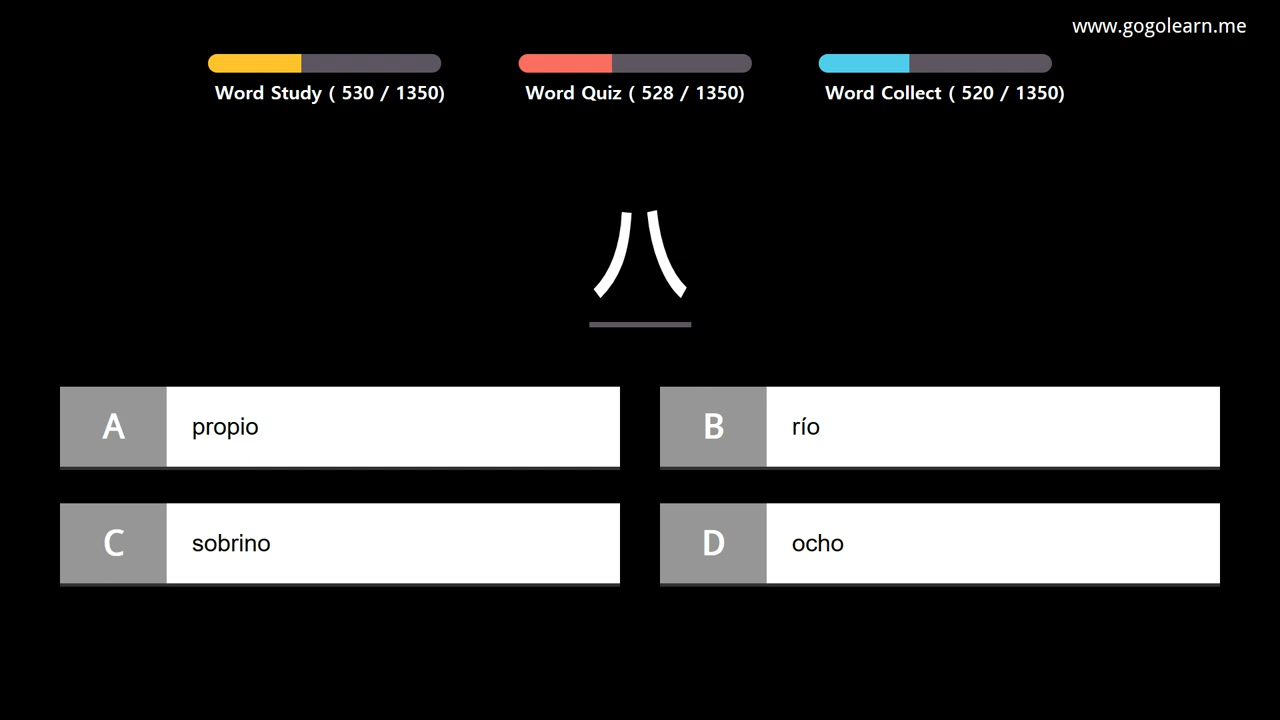 www.gogolearn.me
Word Study ( 530 / 1350)
Word Quiz ( 528 / 1350)
Word Collect ( 520 / 1350)
八
A propio
B río
C sobrino
D ocho